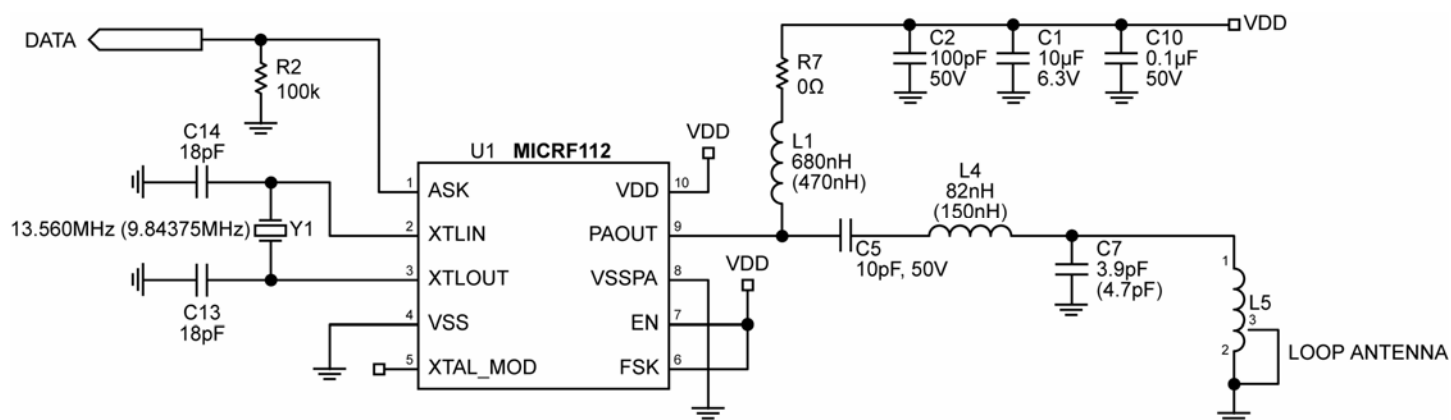 DATA
R2
100k
C14
18pF
13.560MHz (9.84375MHz)
Y1
C13
18pF
U1 MICRF112
1
ASK
2
XTLIN
3
XTLOUT
4
VSS
5
XTAL_MOD
VDD
10
PAOUT
9
VSSPA
8
EN
7
FSK
6
VDD
VDD
R7
0Ω
L1
680nH
(470nH)
C2
100pF
50V
C1
10µF
6.3V
C10
0.1µF
50V
VDD
C5
10pF, 50V
L4
82nH
(150nH)
C7
3.9pF
(4.7pF)
1
L5
3
2
LOOP ANTENNA